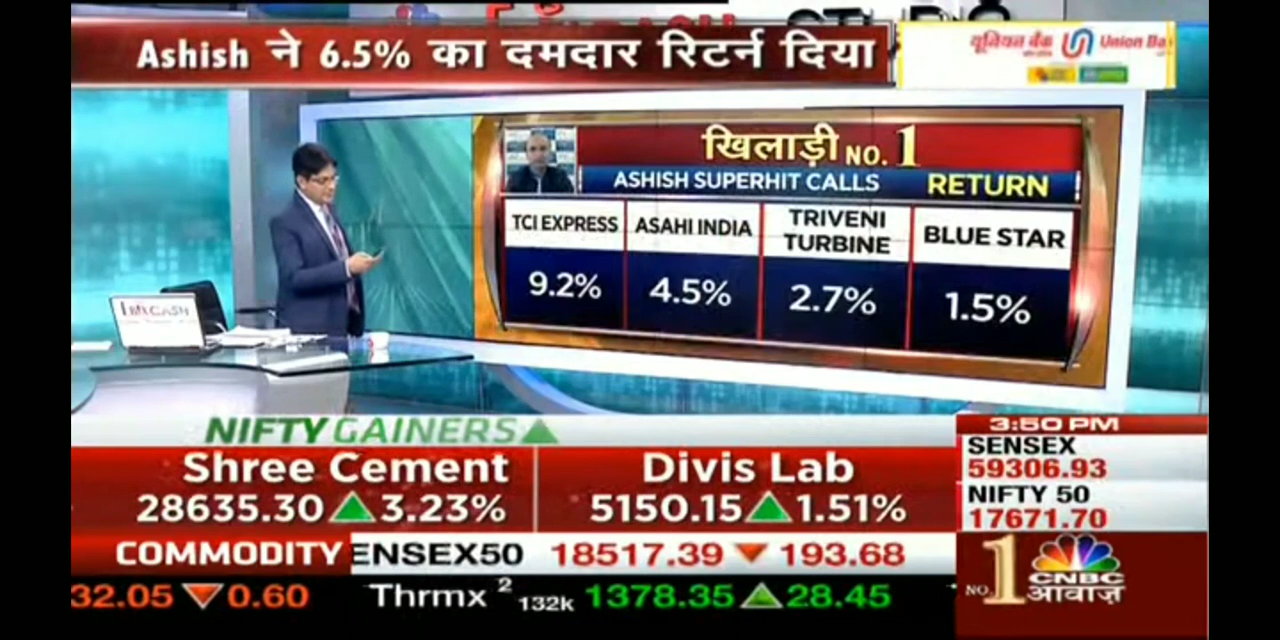 Ashish ने 6.5% का दमदार रिटर्न दिया
यूनियन बैंक Union Ba
खिलाड़ी NO. 1
ASHISH SUPERHIT CALLS RETURN
TCI EXPRESS ASAHI INDIA TRIVENI TURBINE BLUE STAR
9.2% 4.5% 2.7% 1.5%
NIFTY GAINERS
Shree Cement Divis Lab
28635.30 ▲ 3.23% 5150.15 ▲ 1.51%
3:50 PM
SENSEX
59306.93
NIFTY 50
17671.70
COMMODITY ENSEX50 18517.39 ▼ 193.68
32.05 ▼ 0.60 Thrmx 2 132k 1378.35 ▲ 28.45
NO. 1 CNBC
आवाज़